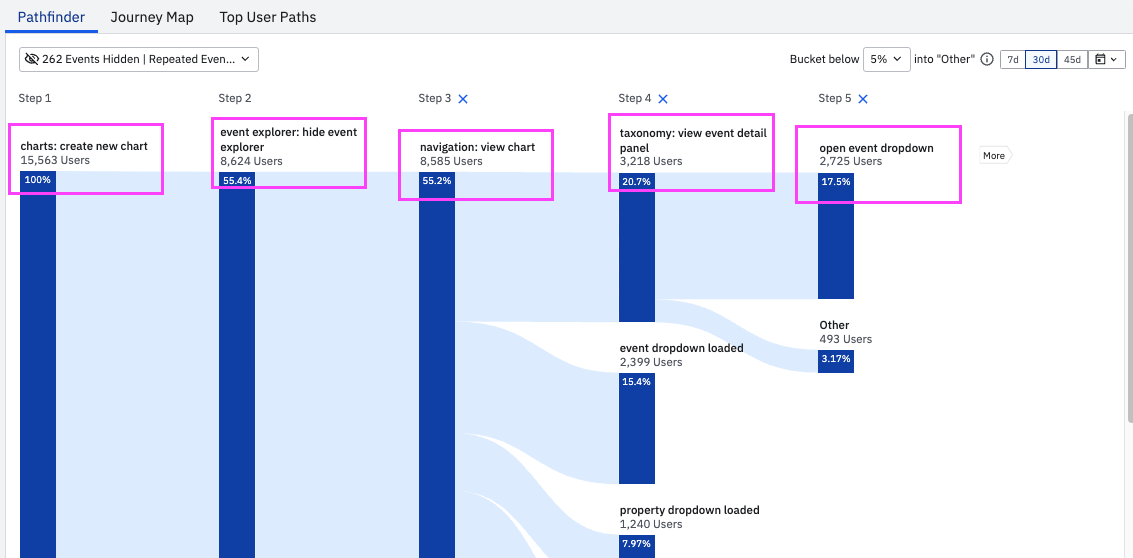 Pathfinder
Journey Map
Top User Paths
262 Events Hidden | Repeated Even...
Bucket below
5%
into "Other"
7d
30d
45d
Step 1
Step 2
Step 3
Step 4
Step 5
charts: create new chart
15,563 Users
100%
event explorer: hide event
explorer
8,624 Users
55.4%
navigation: view chart
8,585 Users
55.2%
taxonomy: view event detail
panel
3,218 Users
20.7%
open event dropdown
2,725 Users
17.5%
More
Other
493 Users
3.17%
event dropdown loaded
2,399 Users
15.4%
property dropdown loaded
1,240 Users
7.97%